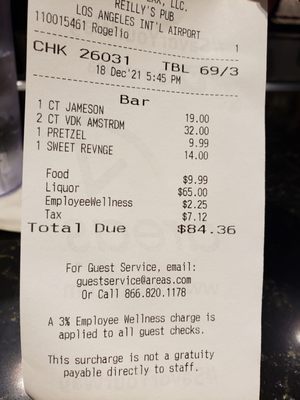 LLC.
REILLY'S PUB
LOS ANGELES INT'L AIRPORT
110015461 Rogelio 1
CHK 26031 TBL 69/3
18 Dec'21 5:45 PM
Bar
1 CT JAMESON 19.00
2 CT VDK AMSTRDM 32.00
1 PRETZEL 9.99
1 SWEET REVNGE 14.00
Food $9.99
Liquor $65.00
EmployeeWellness $2.25
Tax $7.12
Total Due $84.36
For Guest Service, email:
guestservice@areas.com
Or Call 866.820.1178
A 3% Employee Wellness charge is
applied to all guest checks.
This surcharge is not a gratuity
payable directly to staff.